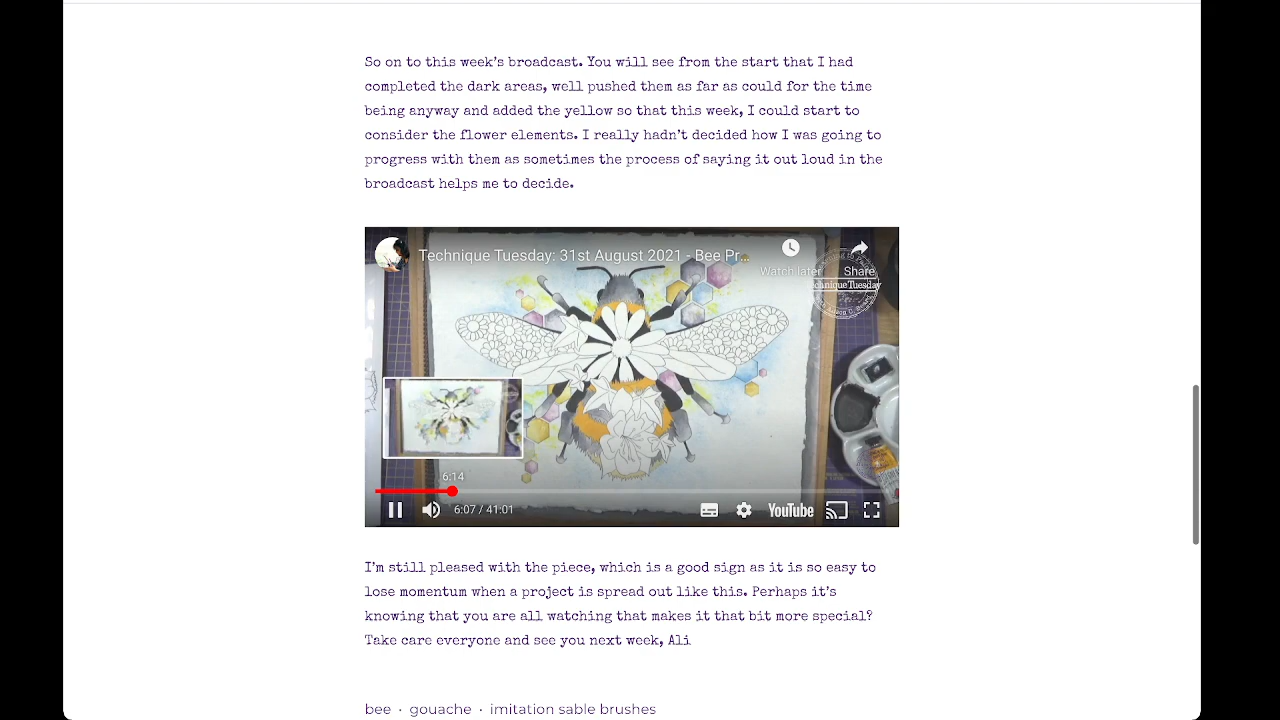 So on to this week's broadcast. You will see from the start that I had
completed the dark areas, well pushed them as far as could for the time
being anyway and added the yellow so that this week, I could start to
consider the flower elements. I really hadn't decided how I was going to
progress with them as sometimes the process of saying it out loud in the
broadcast helps me to decide.
Technique Tuesday: 31st August 2021 - Bee Pr...
Watch later
Share
chnique Tuesday
6:14
6:07 / 41:01
YouTube
I'm still pleased with the piece, which is a good sign as it is so easy to
lose momentum when a project is spread out like this. Perhaps it's
knowing that you are all watching that makes it that bit more special?
Take care everyone and see you next week, Ali
bee · gouache · imitation sable brushes